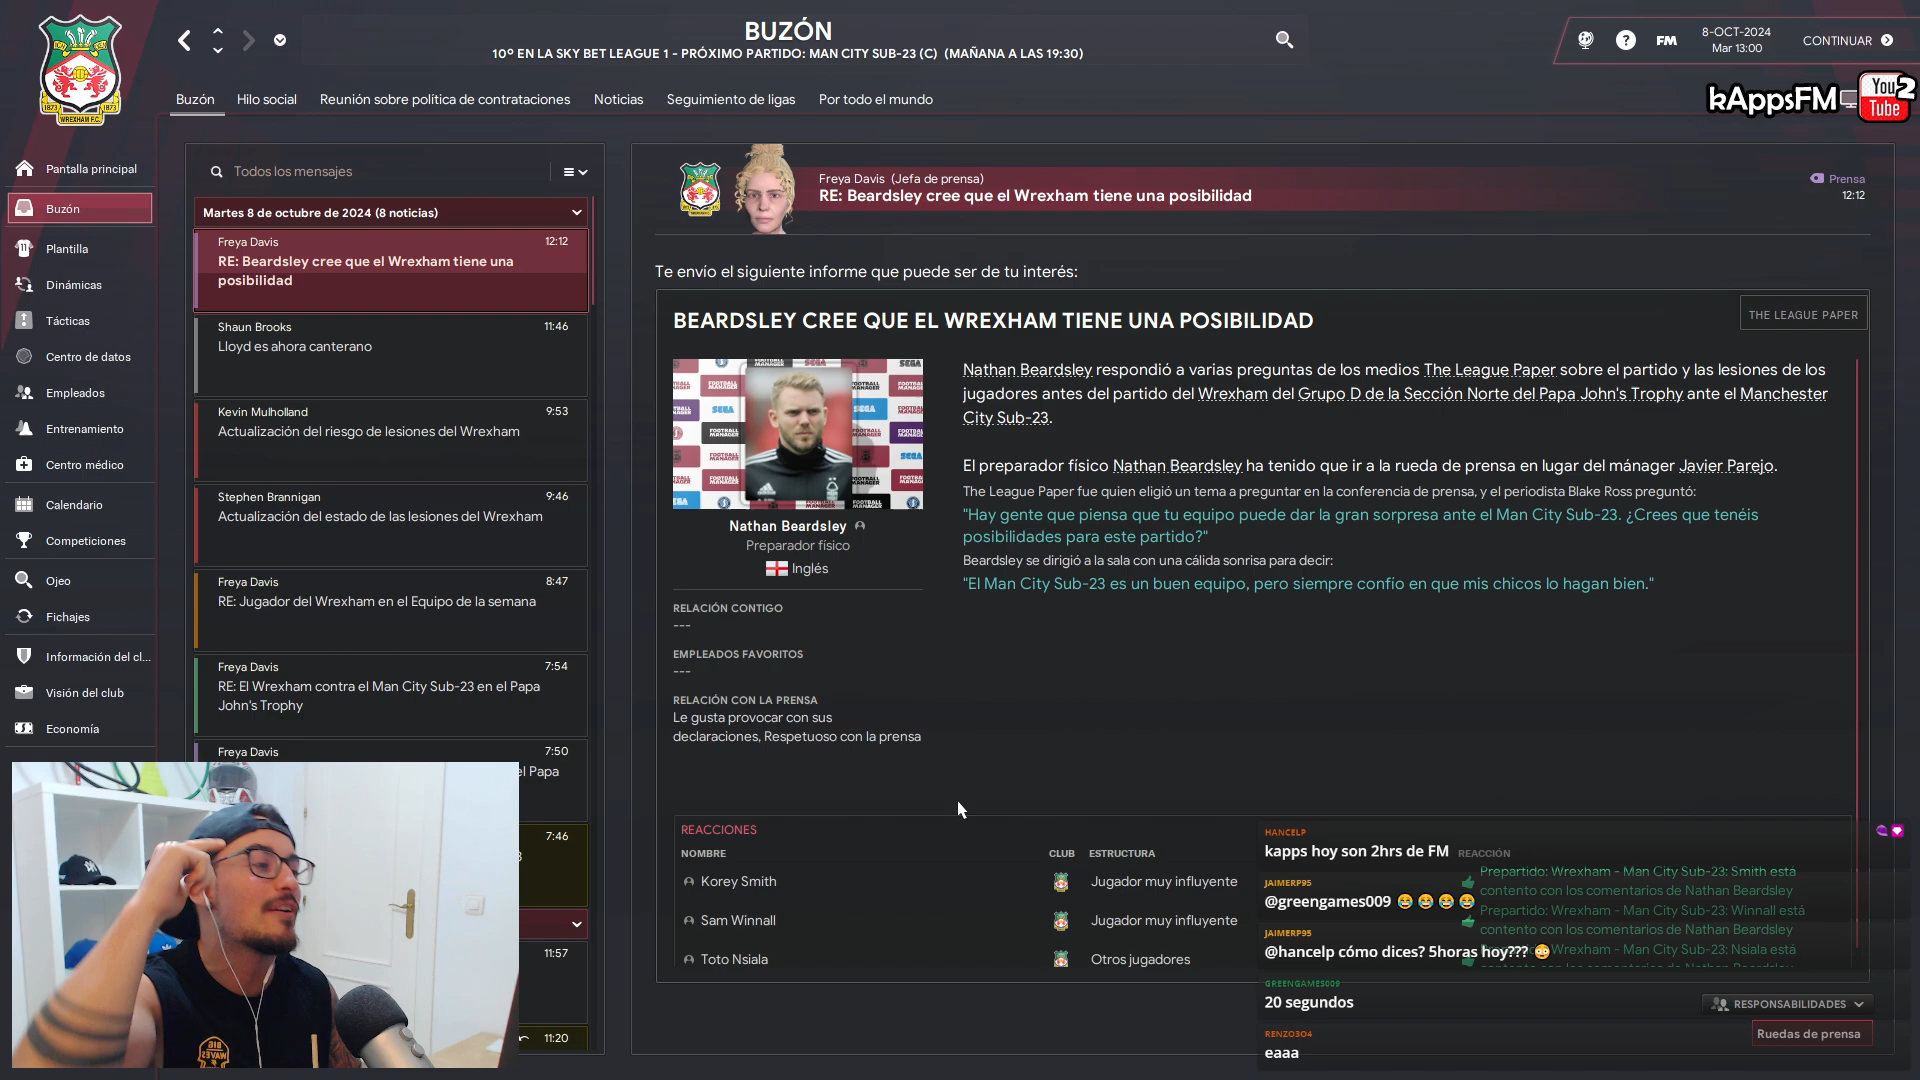 BUZÓN
10º EN LA SKY BET LEAGUE 1 - PRÓXIMO PARTIDO: MAN CITY SUB-23 (C) (MAÑANA A LAS 19:30)
FM
8-OCT-2024
Mar 13:00
CONTINUAR
Buzón
Hilo social
Reunión sobre política de contrataciones
Noticias
Seguimiento de ligas
Por todo el mundo
kAppsFM
You2
Tube
1873
1873
WREXHAM F.C.
Pantalla principal
Buzón
Plantilla
Dinámicas
Tácticas
Centro de datos
Empleados
Entrenamiento
Centro médico
Calendario
Competiciones
Ojeo
Fichajes
Información del cl...
Visión del club
Economía
Todos los mensajes
Martes 8 de octubre de 2024 (8 noticias)
Freya Davis 12:12
RE: Beardsley cree que el Wrexham tiene una
posibilidad
Shaun Brooks 11:46
Lloyd es ahora canterano
Kevin Mulholland 9:53
Actualización del riesgo de lesiones del Wrexham
Stephen Brannigan 9:46
Actualización del estado de las lesiones del Wrexham
Freya Davis 8:47
RE: Jugador del Wrexham en el Equipo de la semana
Freya Davis 7:54
RE: El Wrexham contra el Man City Sub-23 en el Papa
John's Trophy
Freya Davis 7:50
el Papa
7:46
11:57
11:20
Freya Davis (Jefa de prensa)
RE: Beardsley cree que el Wrexham tiene una posibilidad
Prensa
12:12
Te envío el siguiente informe que puede ser de tu interés:
BEARDSLEY CREE QUE EL WREXHAM TIENE UNA POSIBILIDAD
THE LEAGUE PAPER
Nathan Beardsley
Preparador físico
Inglés
RELACIÓN CONTIGO
---
EMPLEADOS FAVORITOS
---
RELACIÓN CON LA PRENSA
Le gusta provocar con sus
declaraciones, Respetuoso con la prensa
Nathan Beardsley respondió a varias preguntas de los medios The League Paper sobre el partido y las lesiones de los
jugadores antes del partido del Wrexham del Grupo D de la Sección Norte del Papa John's Trophy ante el Manchester
City Sub-23.
El preparador físico Nathan Beardsley ha tenido que ir a la rueda de prensa en lugar del mánager Javier Parejo.
The League Paper fue quien eligió un tema a preguntar en la conferencia de prensa, y el periodista Blake Ross preguntó:
"Hay gente que piensa que tu equipo puede dar la gran sorpresa ante el Man City Sub-23. ¿Crees que tenéis
posibilidades para este partido?"
Beardsley se dirigió a la sala con una cálida sonrisa para decir:
"El Man City Sub-23 es un buen equipo, pero siempre confío en que mis chicos lo hagan bien."
REACCIONES
NOMBRE CLUB ESTRUCTURA REACCIÓN
Korey Smith Jugador muy influyente
Prepartido: Wrexham - Man City Sub-23: Smith está
contento con los comentarios de Nathan Beardsley
Sam Winnall Jugador muy influyente
Prepartido: Wrexham - Man City Sub-23: Winnall está
contento con los comentarios de Nathan Beardsley
Toto Nsiala Otros jugadores
Wrexham - Man City Sub-23: Nsiala está
HANCELP
kapps hoy son 2hrs de FM
JAIMERP95
@greengames009 😂 😂 😂 😂
JAIMERP95
@hancelp cómo dices? 5horas hoy??? 😳
GREENGAMES009
20 segundos
RENZO304
eaaa
RESPONSABILIDADES
Ruedas de prensa